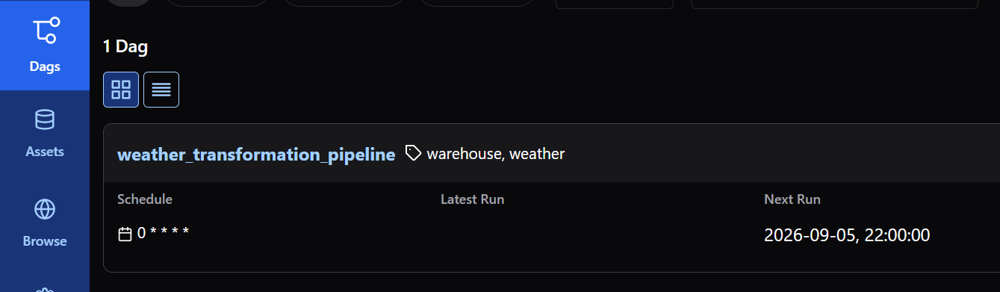 Dags
Assets
Browse
1 Dag
weather_transformation_pipeline warehouse, weather
Schedule Latest Run Next Run
0 * * * * 2026-09-05, 22:00:00